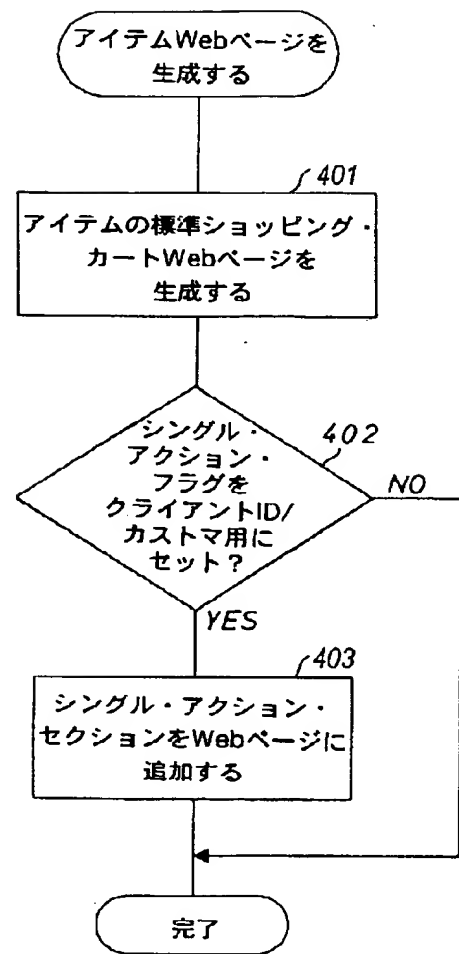 アイテムWebページを
生成する
401
アイテムの標準ショッピング・
カートWebページを
生成する
シングル・
アクション・
フラグを
クライアントID/
カストマ用に
セット？
402
NO
YES
403
シングル・アクション・
セクションをWebページに
追加する
完了